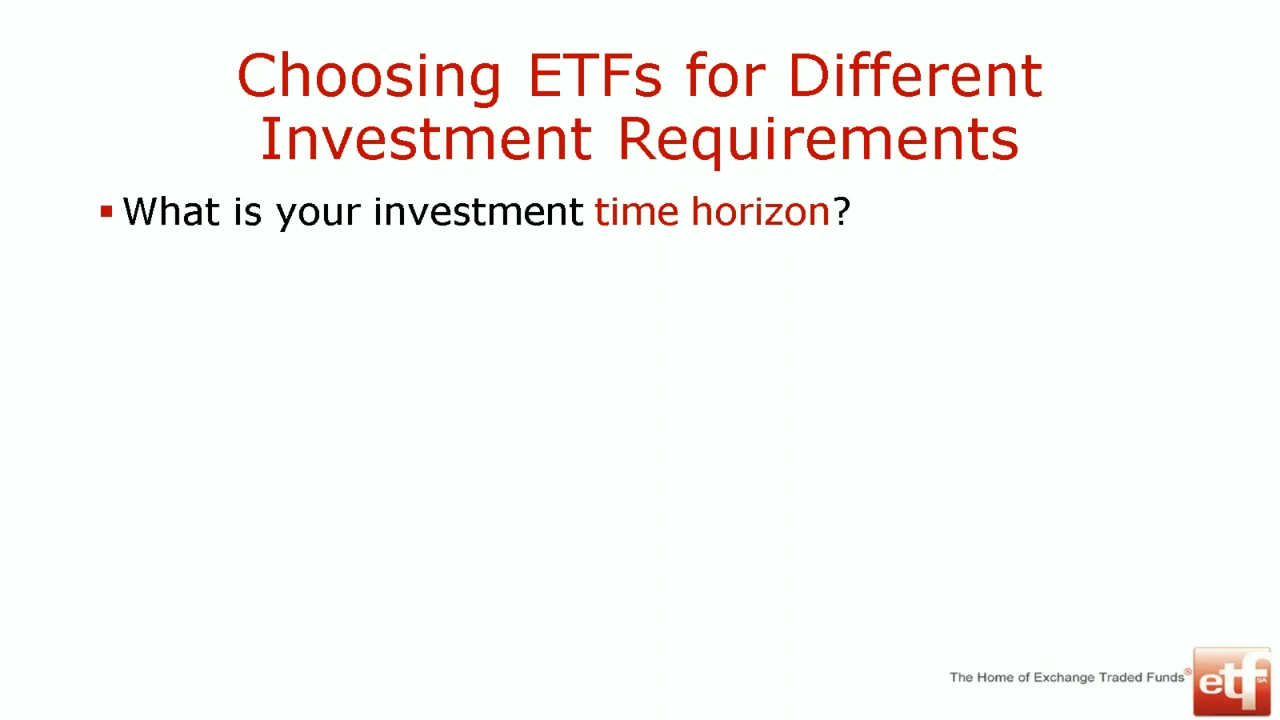 Choosing ETFs for Different
Investment Requirements
▪ What is your investment time horizon?
The Home of Exchange Traded Funds®
etf
SA